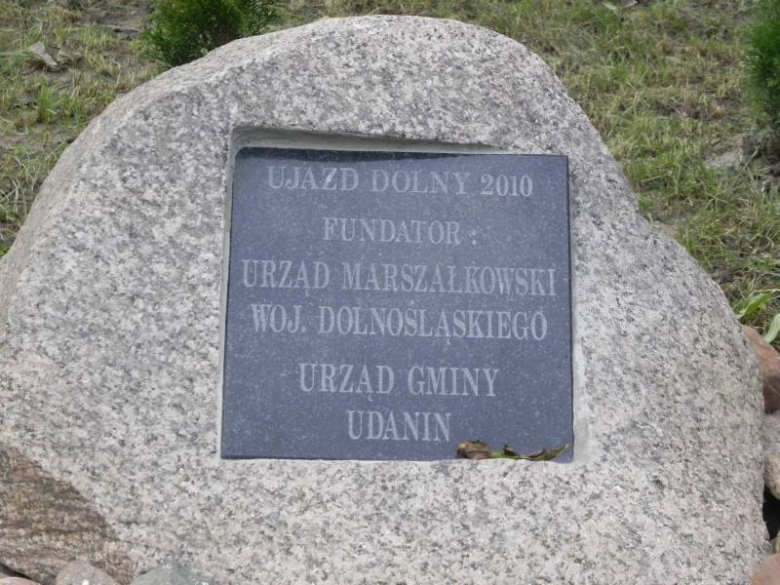 UJAZD DOLNY 2010
FUNDATOR :
URZĄD MARSZAŁKOWSKI
WOJ. DOLNOŚLĄSKIEGO
URZĄD GMINY
UDANIN